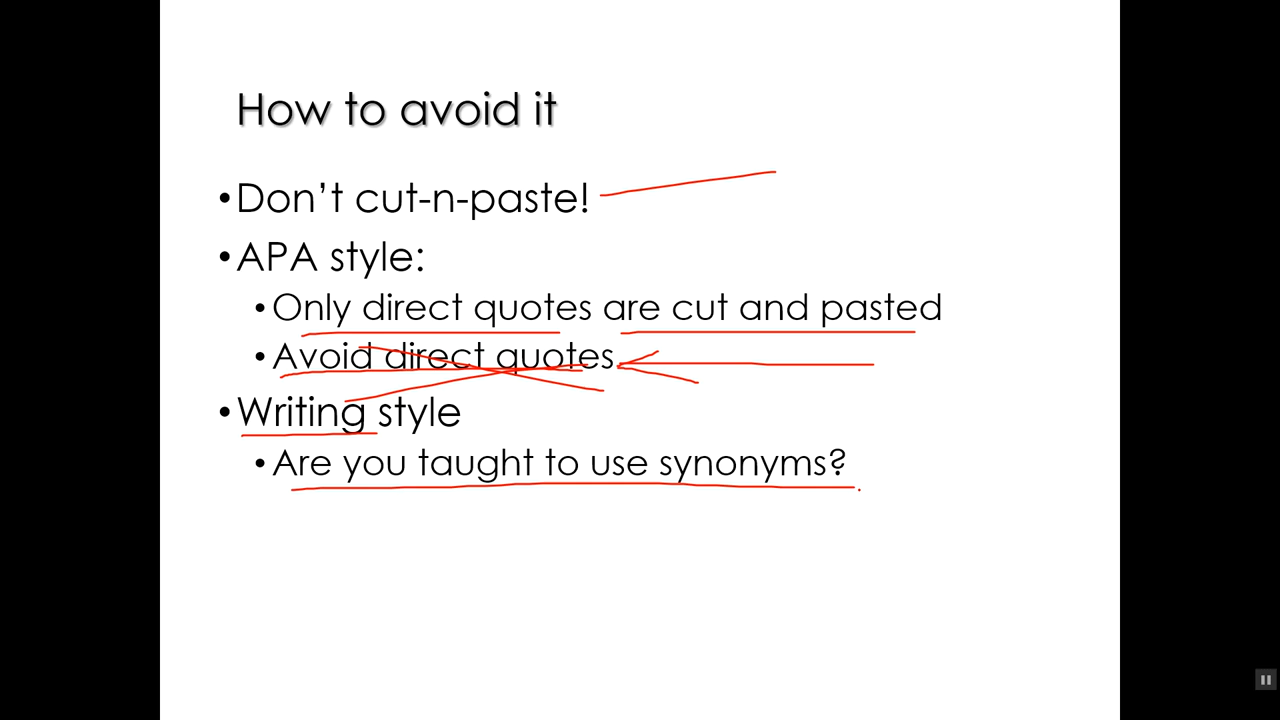 How to avoid it
•Don't cut-n-paste!
•APA style:
•Only direct quotes are cut and pasted
•Avoid direct quotes
•Writing style
•Are you taught to use synonyms?